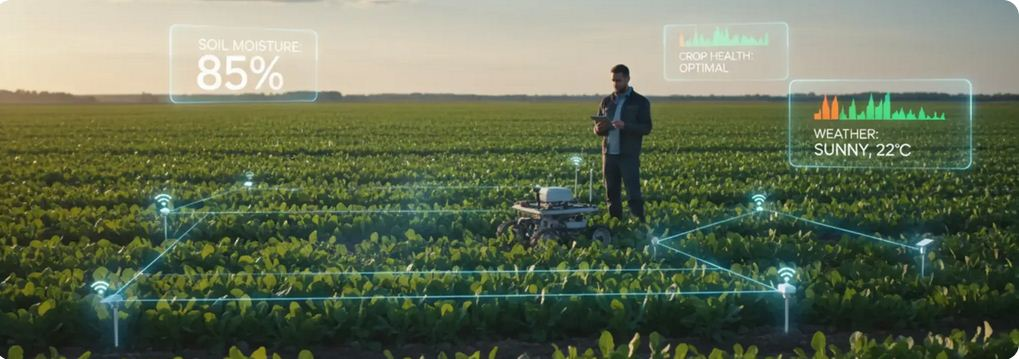 SOIL MOISTURE:
85%
CROP HEALTH:
OPTIMAL
WEATHER:
SUNNY, 22°C